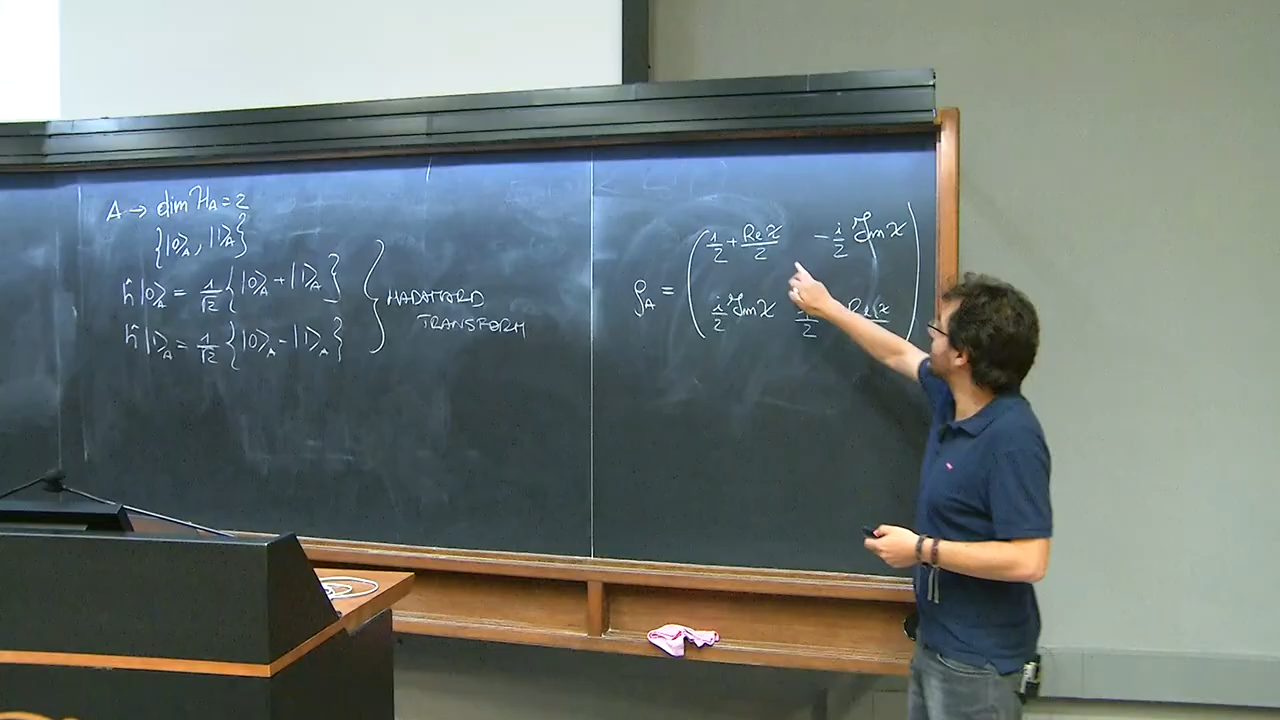 A → dim H_A = 2
{|0⟩_A, |1⟩_A}
ĥ|0⟩_A = 1/√2 {|0⟩_A + |1⟩_A}
ĥ|1⟩_A = 1/√2 {|0⟩_A - |1⟩_A}
} HADAMARD
TRANSFORM
1/2 + Re χ/2    - i/2 Im χ
ρ_A =
i/2 Im χ    1/2    Re χ